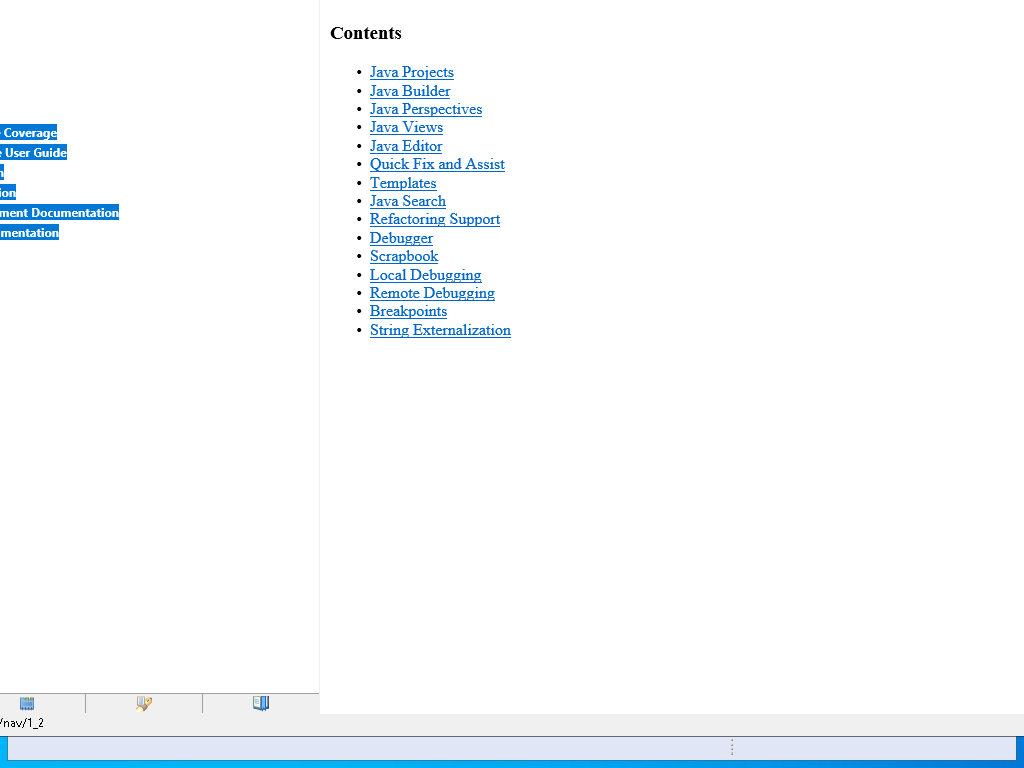 Contents
Java Projects
Java Builder
Java Perspectives
Java Views
Java Editor
Quick Fix and Assist
Templates
Java Search
Refactoring Support
Debugger
Scrapbook
Local Debugging
Remote Debugging
Breakpoints
String Externalization
Coverage
User Guide
ion
ment Documentation
mentation
/nav/1_2